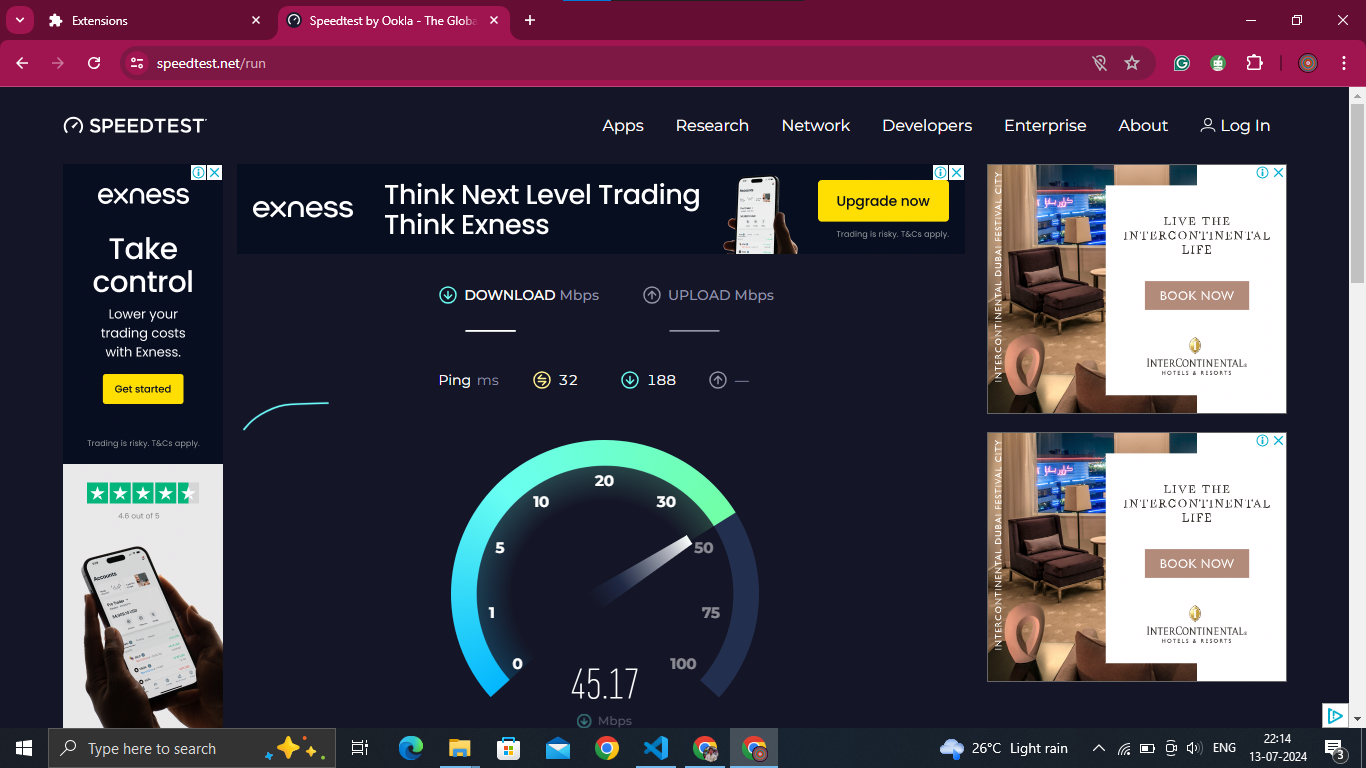 Extensions
Speedtest by Ookla - The Globa
speedtest.net/run
SPEEDTEST
Apps
Research
Network
Developers
Enterprise
About
Log In
exness
Take
control
Lower your
trading costs
with Exness.
Get started
Trading is risky. T&Cs apply.
4.6 out of 5
Accounts
exness
Think Next Level Trading
Think Exness
Upgrade now
Trading is risky. T&Cs apply.
DOWNLOAD Mbps
UPLOAD Mbps
Ping ms
32
188
—
0
1
5
10
20
30
50
75
100
45.17
Mbps
INTERCONTINENTAL DUBAI FESTIVAL CITY
LIVE THE
INTERCONTINENTAL
LIFE
BOOK NOW
INTERCONTINENTAL
HOTELS & RESORTS
INTERCONTINENTAL DUBAI FESTIVAL CITY
LIVE THE
INTERCONTINENTAL
LIFE
BOOK NOW
INTERCONTINENTAL
HOTELS & RESORTS
Type here to search
26°C Light rain
ENG
22:14
13-07-2024
3